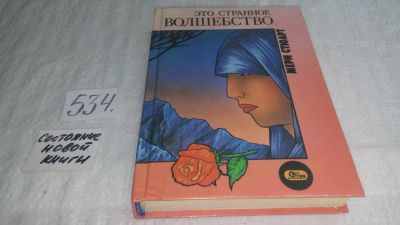 ЭТО СТРАННОЕ
ВОЛШЕБСТВО
МЕРИ СТЮАРТ
534.
СОСТОЯНИЕ
НОВОЙ
КНИГИ